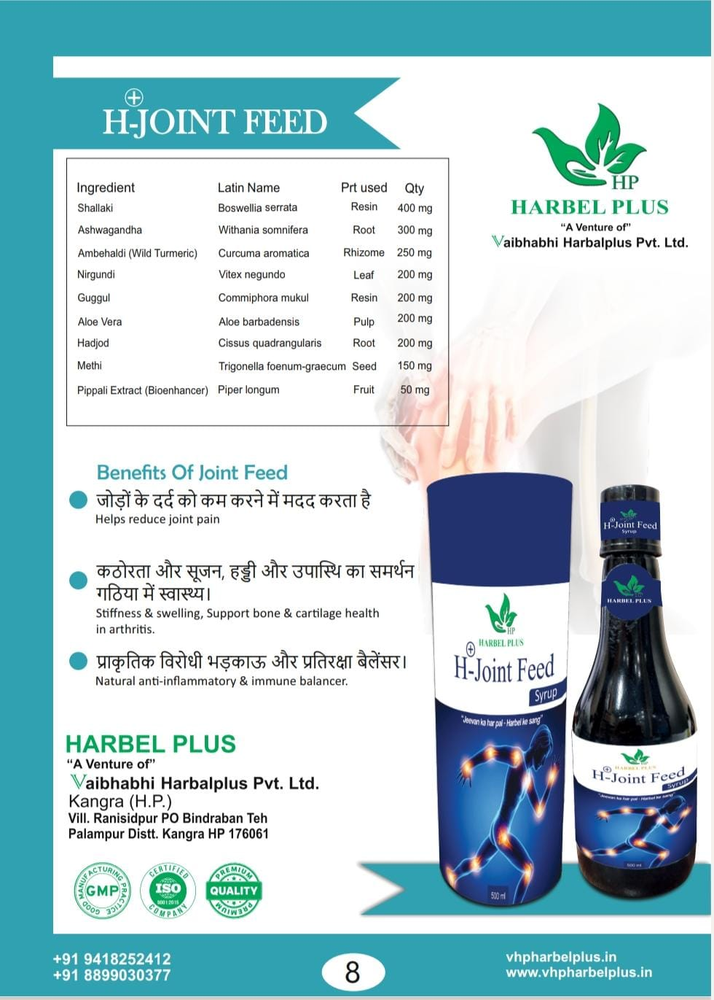 H-JOINT FEED
HP
HARBEL PLUS
“A Venture of”
Vaibhabhi Harbalplus Pvt. Ltd.
Ingredient Latin Name Prt used Qty
Shallaki Boswellia serrata Resin 400 mg
Ashwagandha Withania somnifera Root 300 mg
Ambehaldi (Wild Turmeric) Curcuma aromatica Rhizome 250 mg
Nirgundi Vitex negundo Leaf 200 mg
Guggul Commiphora mukul Resin 200 mg
Aloe Vera Aloe barbadensis Pulp 200 mg
Hadjod Cissus quadrangularis Root 200 mg
Methi Trigonella foenum-graecum Seed 150 mg
Pippali Extract (Bioenhancer) Piper longum Fruit 50 mg
Benefits Of Joint Feed
जोड़ों के दर्द को कम करने में मदद करता है
Helps reduce joint pain
कठोरता और सूजन, हड्डी और उपास्थि का समर्थन
गठिया में स्वास्थ्य।
Stiffness & swelling, Support bone & cartilage health
in arthritis.
प्राकृतिक विरोधी भड़काऊ और प्रतिरक्षा बैलेंसर।
Natural anti-inflammatory & immune balancer.
HARBEL PLUS
“A Venture of”
Vaibhabhi Harbalplus Pvt. Ltd.
Kangra (H.P.)
Vill. Ranisidpur PO Bindraban Teh
Palampur Distt. Kangra HP 176061
GOOD MANUFACTURING PRACTICE
GMP
CERTIFIED
ISO
9001:2015
COMPANY
PREMIUM
QUALITY
PREMIUM
HP
HARBEL PLUS
H-Joint Feed
Syrup
"Jeevan ka har pal - Harbel ke sang"
500 ml
H-Joint Feed
Syrup
HARBEL PLUS
HP
HARBEL PLUS
H-Joint Feed
Syrup
"Jeevan ka har pal - Harbel ke sang"
500 ml
+91 9418252412
+91 8899030377
8
vhpharbelplus.in
www.vhpharbelplus.in